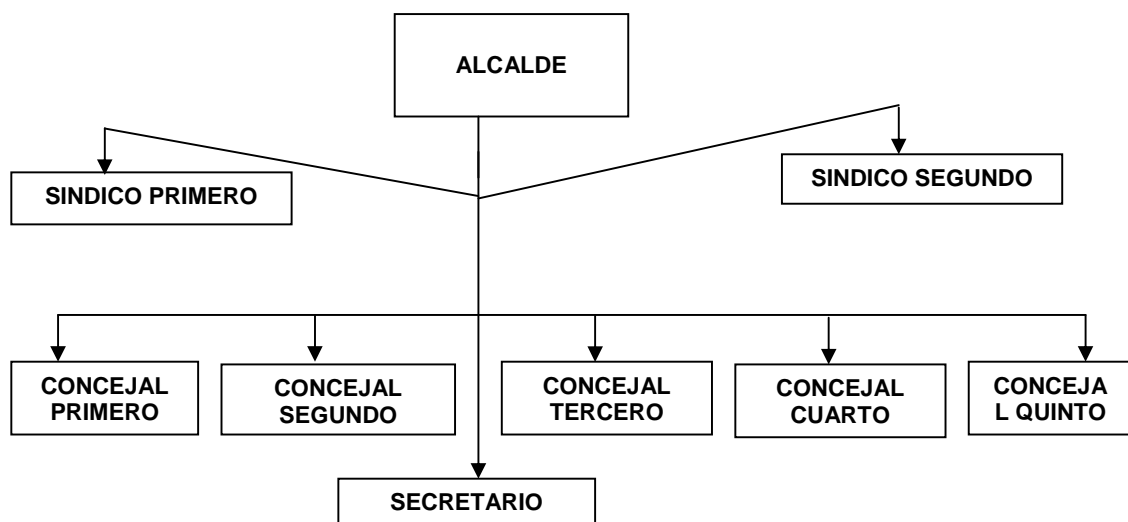 ALCALDE
SINDICO PRIMERO
SINDICO SEGUNDO
CONCEJAL
PRIMERO
CONCEJAL
SEGUNDO
CONCEJAL
TERCERO
CONCEJAL
CUARTO
CONCEJA
L QUINTO
SECRETARIO